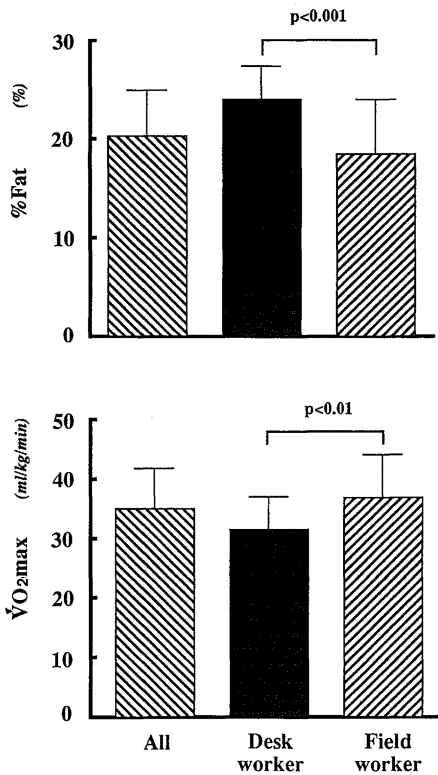 p<0.001
30
20
10
0
%Fat (%)
p<0.01
50
40
30
20
10
0
V̇O2max (ml/kg/min)
All
Desk worker
Field worker